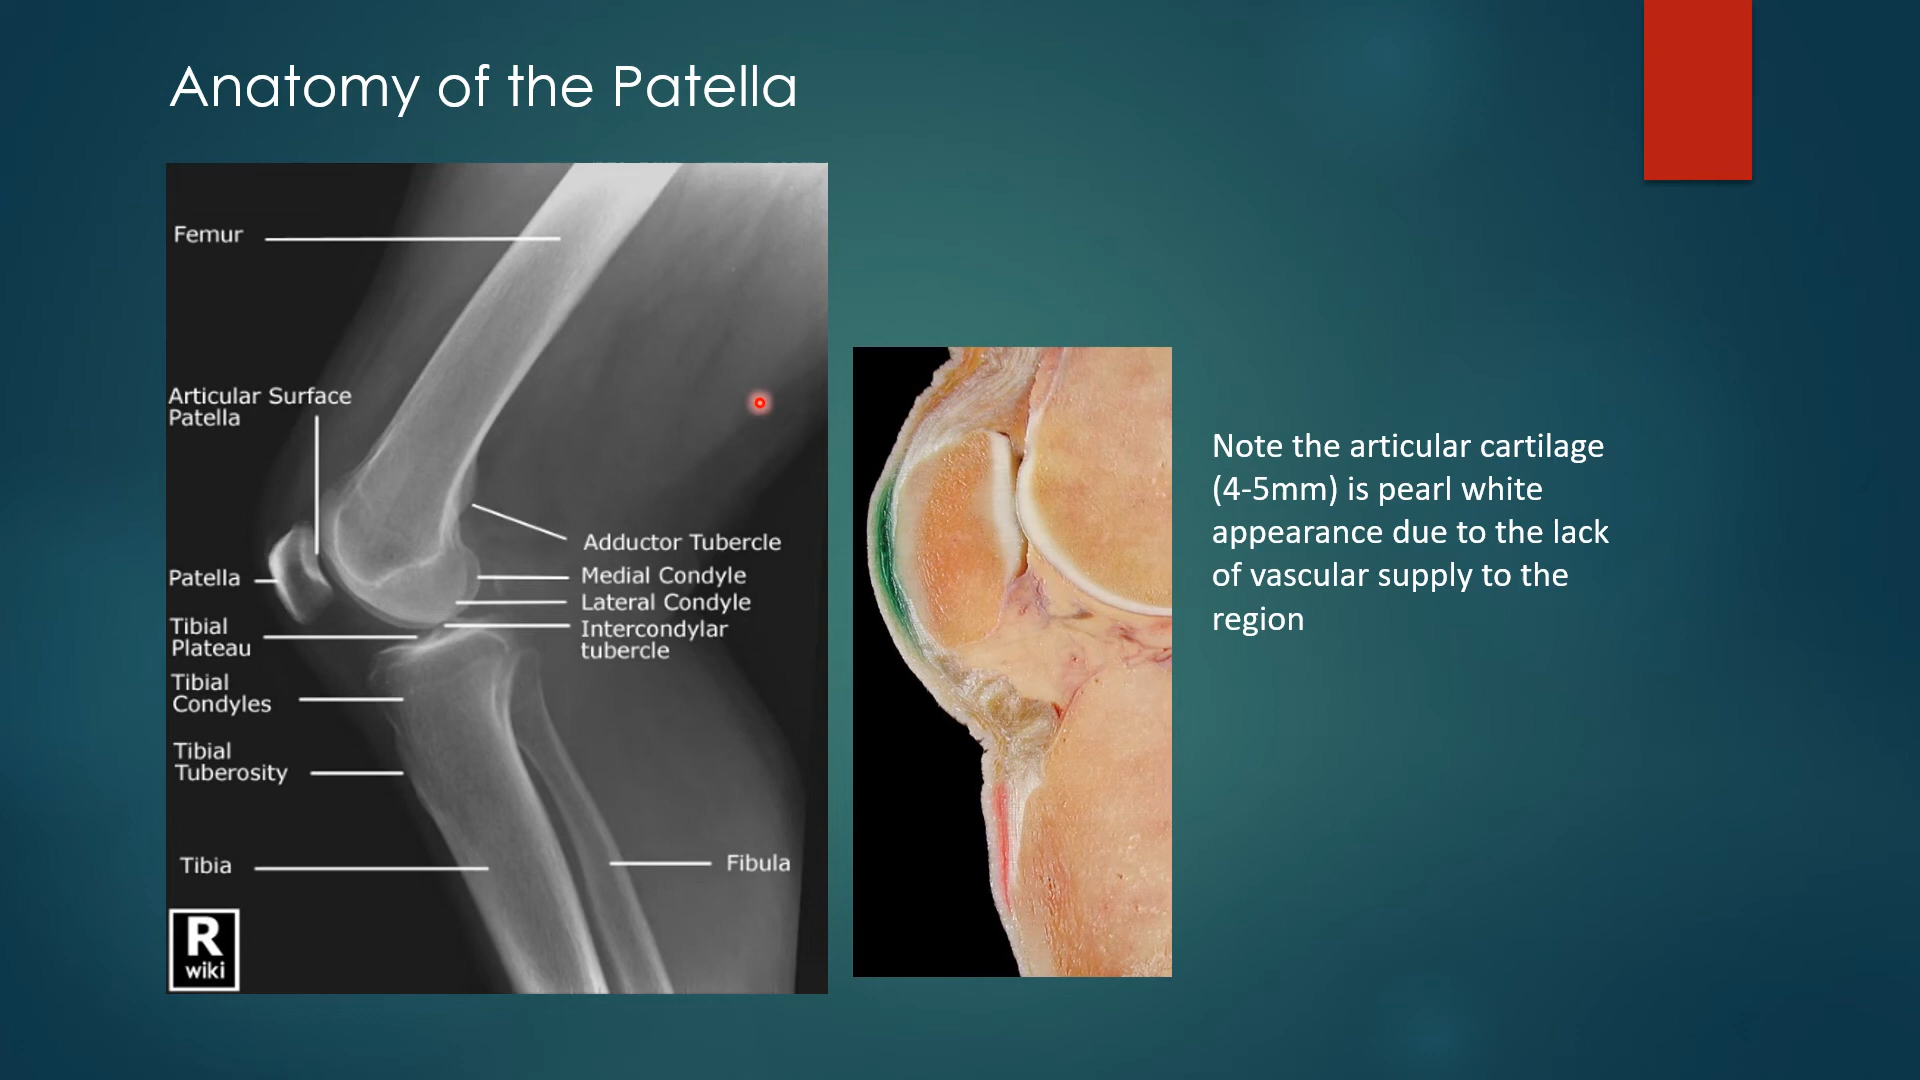 Anatomy of the Patella
Femur
Articular Surface
Patella
Patella
Tibial
Plateau
Tibial
Condyles
Tibial
Tuberosity
Tibia
Adductor Tubercle
Medial Condyle
Lateral Condyle
Intercondylar
tubercle
Fibula
R
wiki
Note the articular cartilage
(4-5mm) is pearl white
appearance due to the lack
of vascular supply to the
region